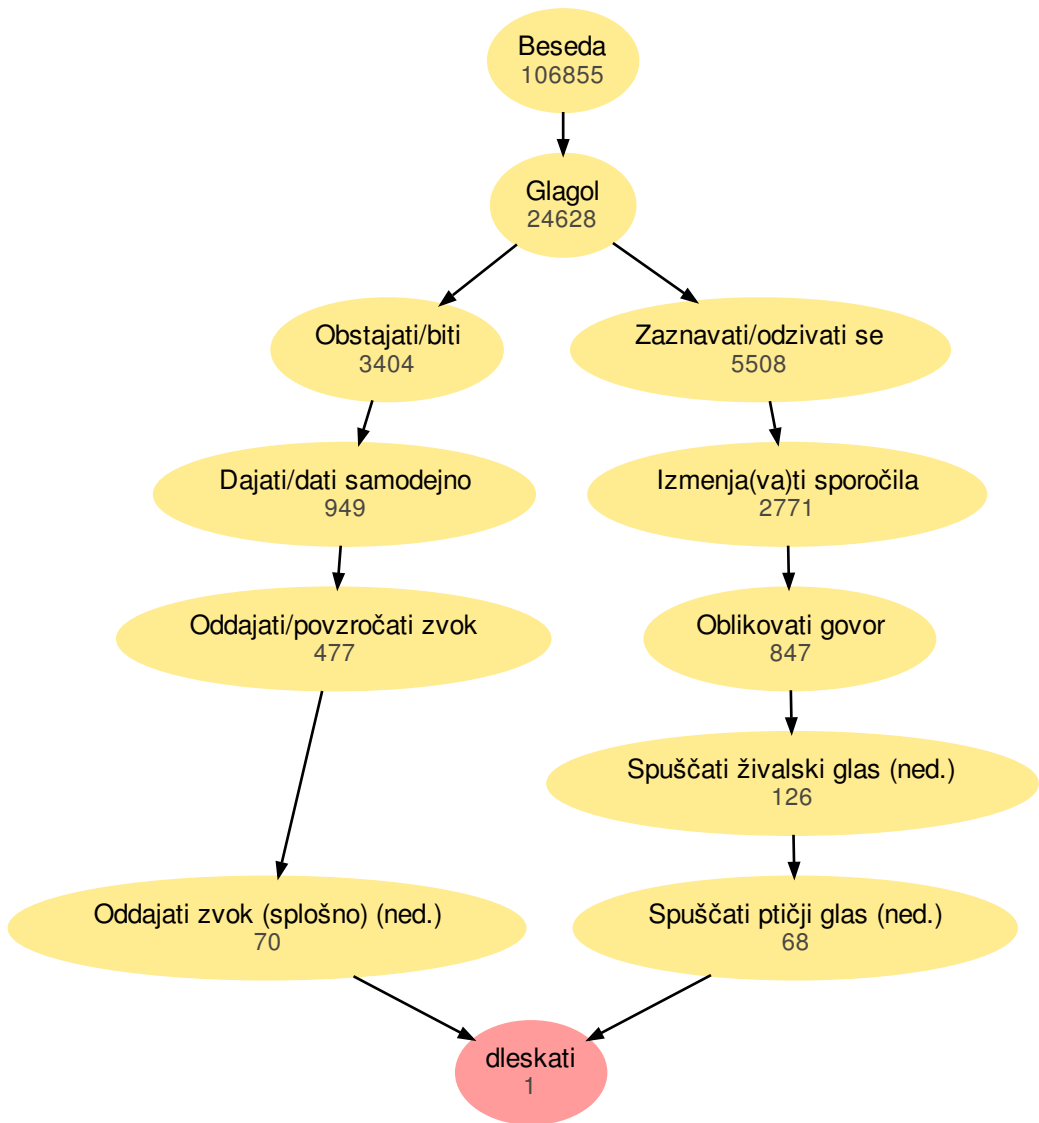 Beseda
106855
Glagol
24628
Obstajati/biti
3404
Zaznavati/odzivati se
5508
Dajati/dati samodejno
949
Izmenja(va)ti sporočila
2771
Oddajati/povzročati zvok
477
Oblikovati govor
847
Spuščati živalski glas (ned.)
126
Oddajati zvok (splošno) (ned.)
70
Spuščati ptičji glas (ned.)
68
dleskati
1